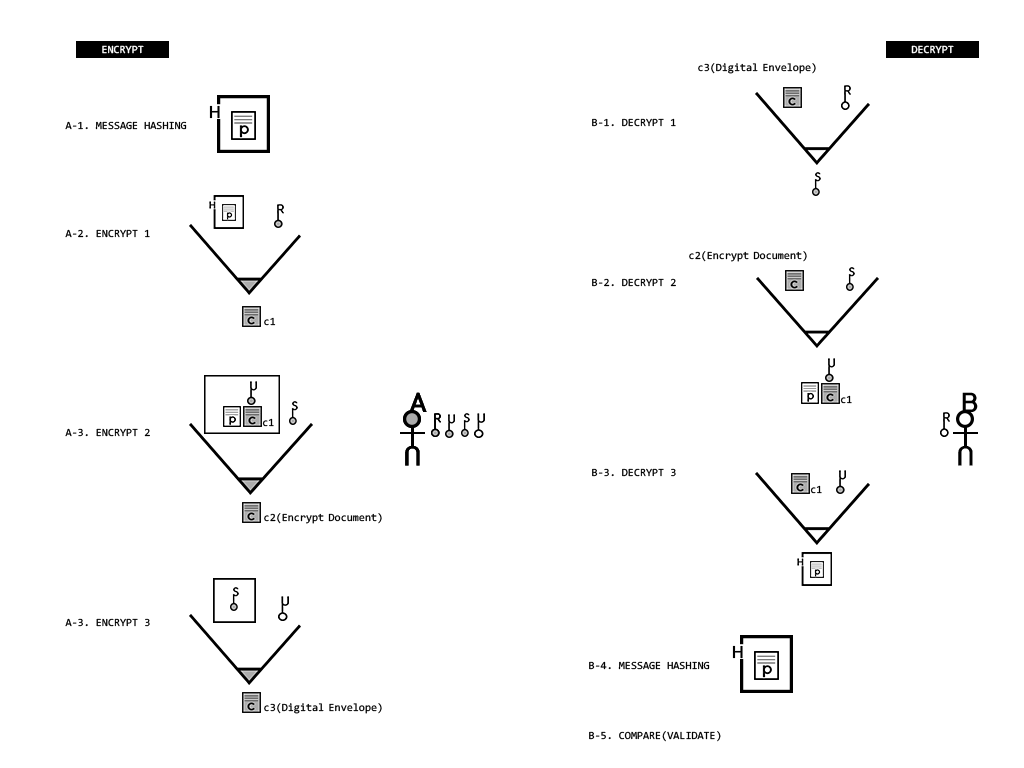 ENCRYPT
A-1. MESSAGE HASHING
H
p
A-2. ENCRYPT 1
H
p
R
C c1
A-3. ENCRYPT 2
U
p C c1
S
C c2(Encrypt Document)
A
R U S U
A-3. ENCRYPT 3
S
U
C c3(Digital Envelope)
DECRYPT
c3(Digital Envelope)
C
R
B-1. DECRYPT 1
S
c2(Encrypt Document)
B-2. DECRYPT 2
C
S
U
p C c1
B
R
B-3. DECRYPT 3
C c1
U
H
p
B-4. MESSAGE HASHING
H
p
B-5. COMPARE(VALIDATE)